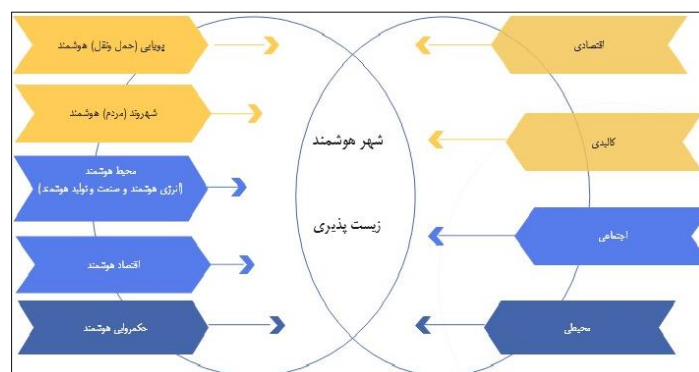 اقتصادی
کالبدی
اجتماعی
محیطی
شهر هوشمند
زیست پذیری
پویایی (حمل ونقل) هوشمند
شهروند (مردم) هوشمند
محیط هوشمند
(انرژی هوشمند و صنعت و تولید هوشمند)
اقتصاد هوشمند
حکمروایی هوشمند